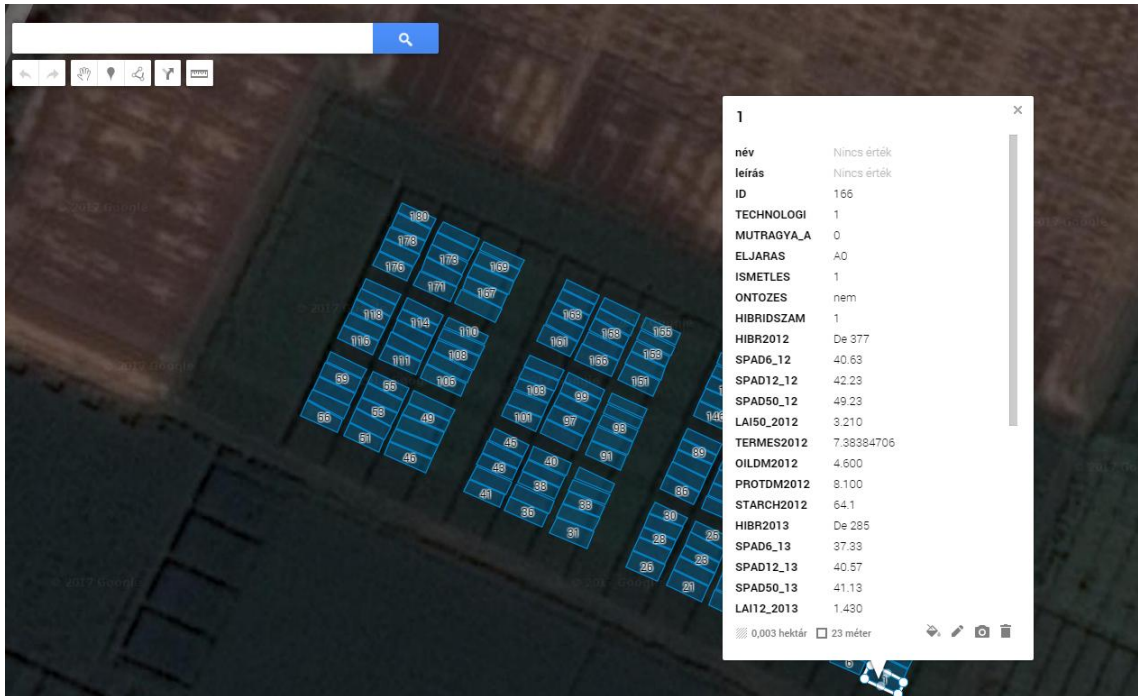 1
név Nincs érték
leírás Nincs érték
ID 166
TECHNOLOGI 1
MUTRAGYA_A 0
ELJARAS A0
ISMETLES 1
ONTOZES nem
HIBRIDSZAM 1
HIBR2012 De 377
SPAD6_12 40.63
SPAD12_12 42.23
SPAD50_12 49.23
LAI50_2012 3.210
TERMES2012 7.38384706
OILDM2012 4.600
PROTDM2012 8.100
STARCH2012 64.1
HIBR2013 De 285
SPAD6_13 37.33
SPAD12_13 40.57
SPAD50_13 41.13
LAI12_2013 1.430
0,003 hektár 23 méter
180
178
176
173
171
169
167
118
116
114
111
110
108
106
59
56
55
53
51
49
46
163
161
158
156
155
153
151
103
101
99
97
93
91
45
43
41
40
38
36
33
31
146
89
86
30
28
26
25
23
21
6
© 2017 Google